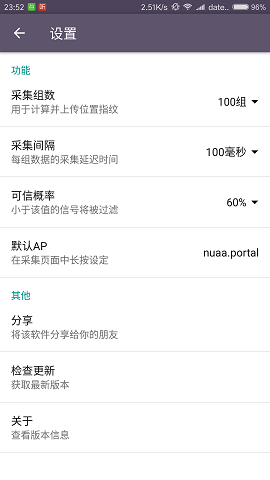 23:52 2.51K/s date.. 96%
设置
功能
采集组数
100组
用于计算并上传位置指纹
采集间隔
100毫秒
每组数据的采集延迟时间
可信概率
60%
小于该值的信号将被过滤
默认AP
nuaa.portal
在采集页面中长按设定
其他
分享
将该软件分享给你的朋友
检查更新
获取最新版本
关于
查看版本信息